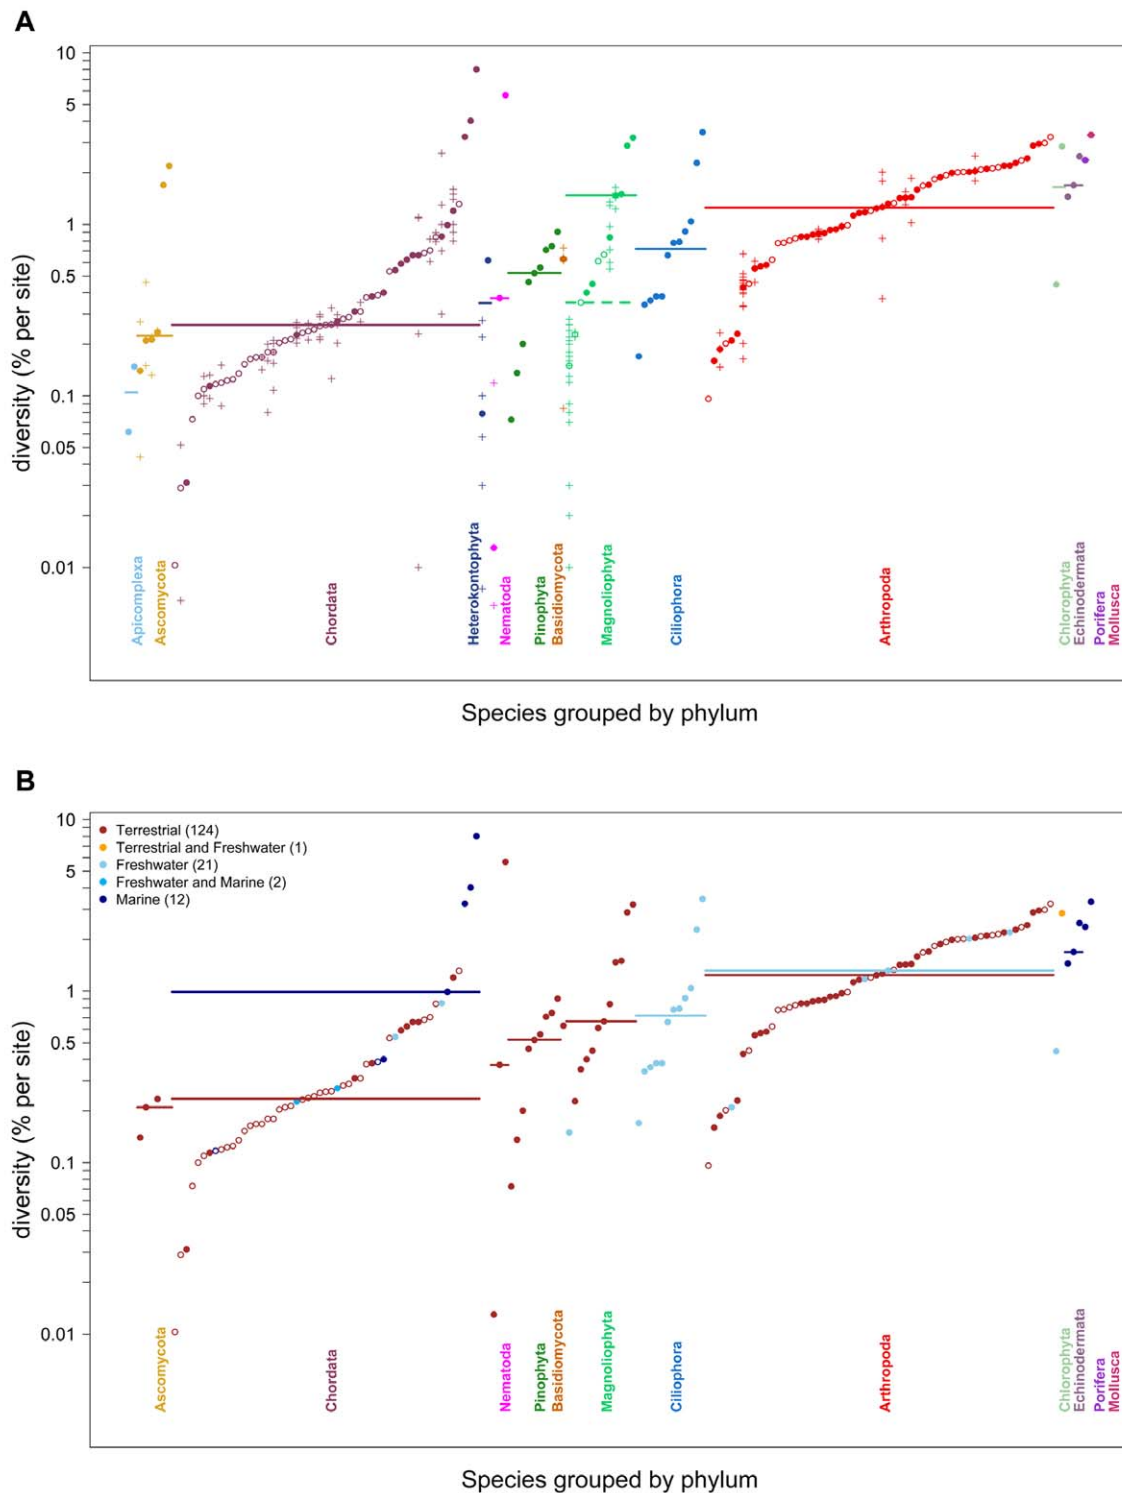 A
10
5
1
0.5
0.1
0.05
0.01
diversity (% per site)
Apicomplexa
Ascomycota
Chordata
Heterokontophyta
Nematoda
Pinophyta
Basidiomycota
Magnoliophyta
Ciliophora
Arthropoda
Chlorophyta
Echinodermata
Porifera
Mollusca
Species grouped by phylum
B
10
5
1
0.5
0.1
0.05
0.01
diversity (% per site)
Terrestrial (124)
Terrestrial and Freshwater (1)
Freshwater (21)
Freshwater and Marine (2)
Marine (12)
Ascomycota
Chordata
Nematoda
Pinophyta
Basidiomycota
Magnoliophyta
Ciliophora
Arthropoda
Chlorophyta
Echinodermata
Porifera
Mollusca
Species grouped by phylum